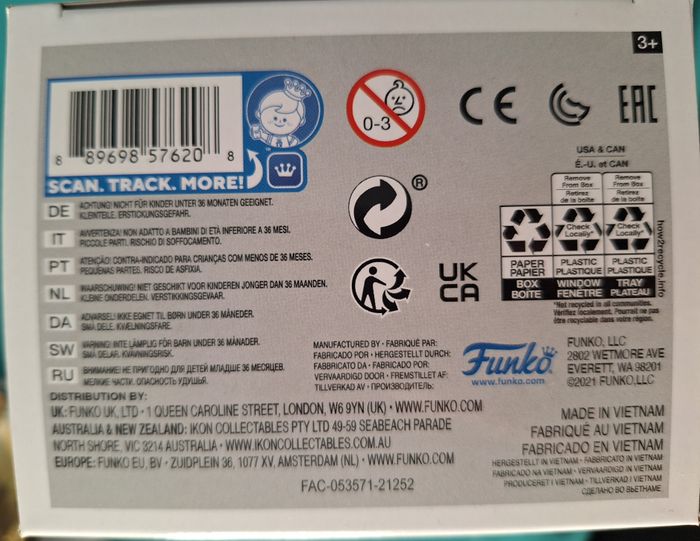 3+
8 89698 57620 8
SCAN. TRACK. MORE!
TM
0-3
CE
EAC
®
UK
CA
USA & CAN
É.-U. et CAN
Remove From Box
Retirez de la boîte
Remove From Box
Retirez de la boîte
Check Locally*
Check Locally*
PAPER
PAPIER
PLASTIC
PLASTIQUE
PLASTIC
PLASTIQUE
BOX
BOÎTE
WINDOW
FENÊTRE
TRAY
PLATEAU
*Not recycled in all communities.
Vérifiez localement. Pourrait ne pas
être recyclable dans votre région.
how2recycle.info
DE ACHTUNG! NICHT FÜR KINDER UNTER 36 MONATEN GEEIGNET.
KLEINTEILE. ERSTICKUNGSGEFAHR.
IT AVVERTENZA! NON ADATTO A BAMBINI DI ETÀ INFERIORE A 36 MESI.
PICCOLE PARTI. RISCHIO DI SOFFOCAMENTO.
PT ATENÇÃO! CONTRA-INDICADO PARA CRIANÇAS COM MENOS DE 36 MESES.
PEQUENAS PARTES. RISCO DE ASFIXIA.
NL WAARSCHUWING! NIET GESCHIKT VOOR KINDEREN JONGER DAN 36 MAANDEN.
KLEINE ONDERDELEN. VERSTIKKINGSGEVAAR.
DA ADVARSEL! IKKE EGNET TIL BØRN UNDER 36 MÅNEDER.
SMÅ DELE. KVÆLNINGSFARE.
SW VARNING! INTE LÄMPLIG FÖR BARN UNDER 36 MÅNADER.
SMÅ DELAR. KVÄVNINGSRISK.
RU ВНИМАНИЕ! НЕ ПРИГОДНО ДЛЯ ДЕТЕЙ МЛАДШЕ 36 МЕСЯЦЕВ.
МЕЛКИЕ ЧАСТИ. ОПАСНОСТЬ УДУШЬЯ.
MANUFACTURED BY • FABRIQUÉ PAR:
FABRICADO POR • HERGESTELLT DURCH:
FABRICADO DA • FABRICADO POR:
VERVAARDIGD DOOR • FREMSTILLET AF:
TILLVERKAD AV • ПРОИЗВОДИТЕЛЬ:
Funko
www.funko.com
FUNKO, LLC
2802 WETMORE AVE
EVERETT, WA 98201
©2021 FUNKO,LLC
DISTRIBUTION BY:
UK: FUNKO UK, LTD • 1 QUEEN CAROLINE STREET, LONDON, W6 9YN (UK) • WWW.FUNKO.COM
AUSTRALIA & NEW ZEALAND: IKON COLLECTABLES PTY LTD 49-59 SEABEACH PARADE
NORTH SHORE, VIC 3214 AUSTRALIA • WWW.IKONCOLLECTABLES.COM.AU
EUROPE: FUNKO EU, BV • ZUIDPLEIN 36, 1077 XV, AMSTERDAM (NL) • WWW.FUNKO.COM
MADE IN VIETNAM
FABRIQUÉ AU VIETNAM
FABRICADO EN VIETNAM
HERGESTELLT IN VIETNAM • FABBRICATO IN VIETNAM
FABRICADO NA VIETNAM • VERVAARDIGD IN VIETNAM
PRODUCERET I VIETNAM • TILLVERKAD I VIETNAM
СДЕЛАНО ВО ВЬЕТНАМЕ
FAC-053571-21252